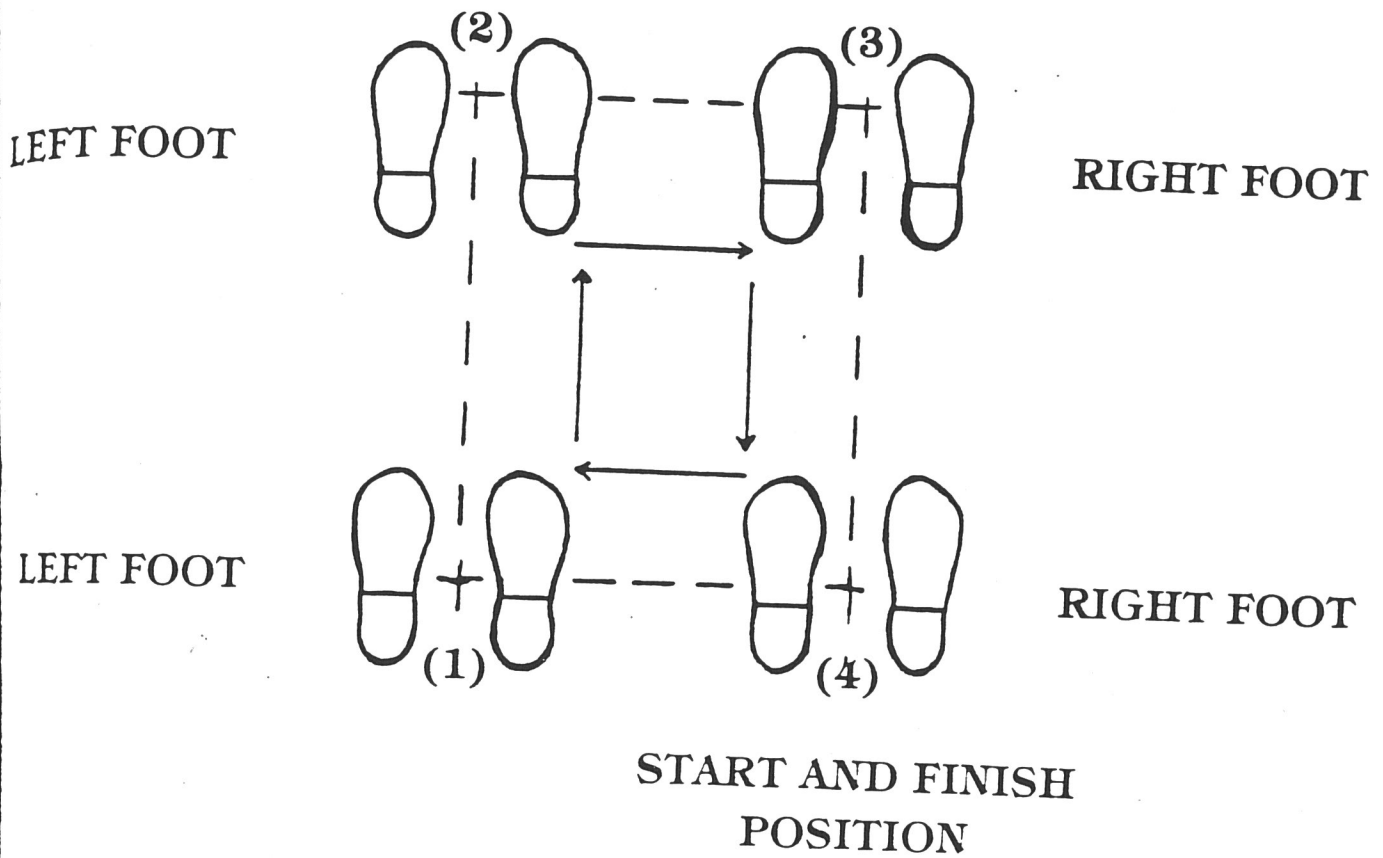 (2)
(3)
LEFT FOOT
RIGHT FOOT
LEFT FOOT
RIGHT FOOT
(1)
(4)
START AND FINISH
POSITION